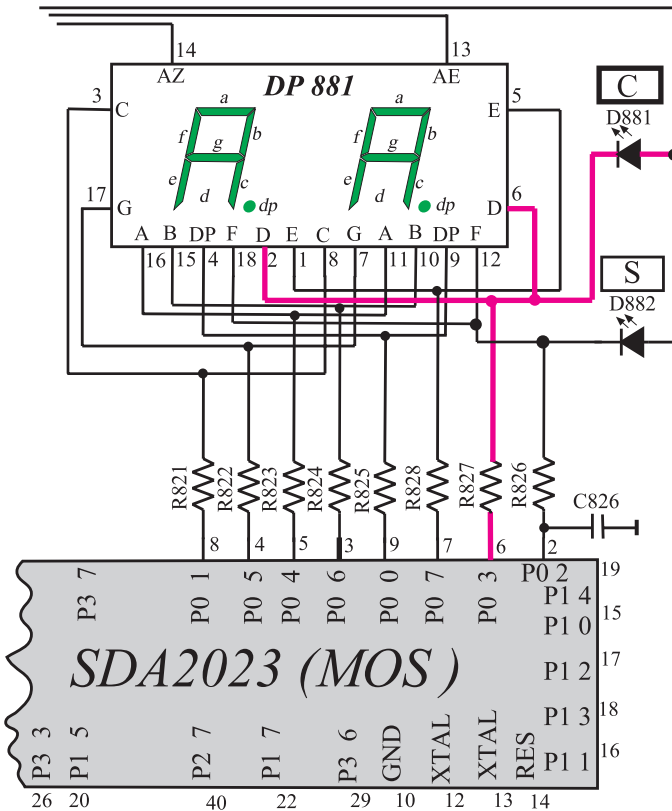 14
13
AZ
DP 881
AE
3
C
a
a
E
5
C
D881
f
b
f
b
g
g
17
G
e
d
c
dp
e
d
c
dp
D
6
A
B
DP
F
D
E
C
G
A
B
DP
F
16
15
4
18
2
1
8
7
11
10
9
12
S
D882
R821
R822
R823
R824
R825
R828
R827
R826
C826
8
4
5
3
9
7
6
2
P3 7
P0 1
P0 5
P0 4
P0 6
P0 0
P0 7
P0 3
P0 2
19
P1 4
15
P1 0
SDA2023 (MOS )
17
P1 2
18
P1 3
16
P1 1
P3 3
P1 5
P2 7
P1 7
P3 6
GND
XTAL
XTAL
RES
26
20
40
22
29
10
12
13
14